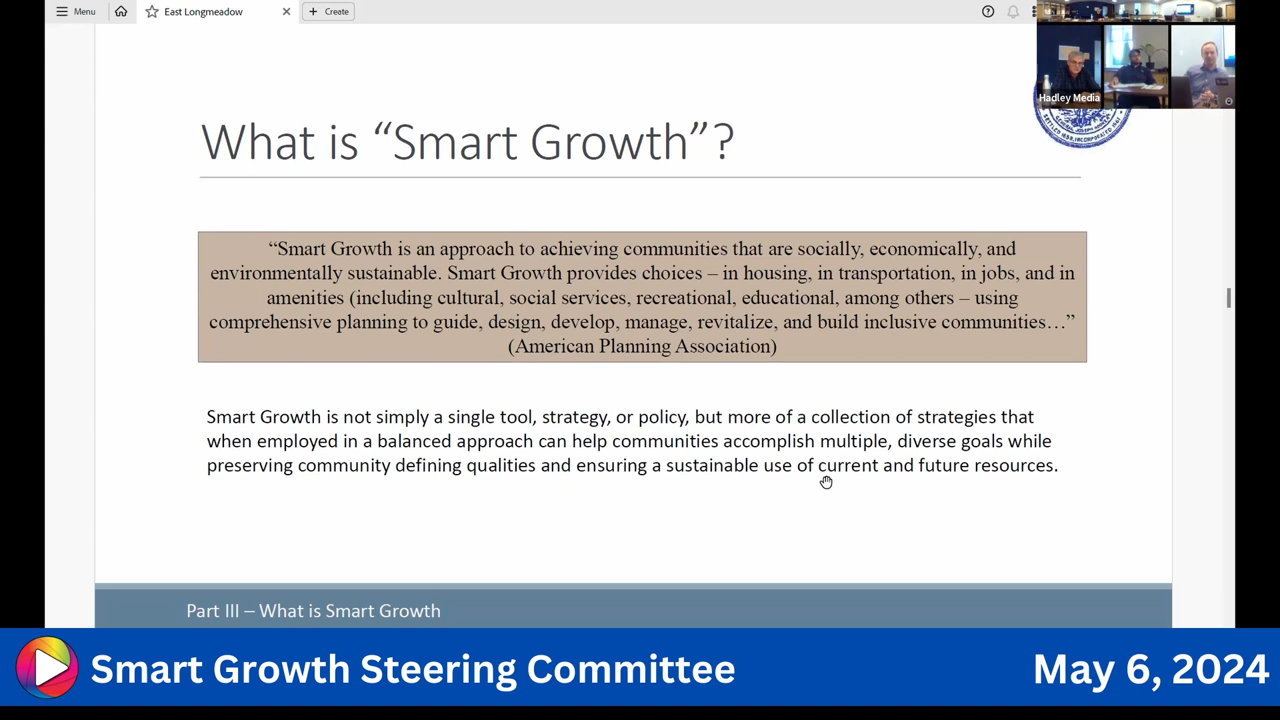 Menu
East Longmeadow
+ Create
Hadley Media
What is “Smart Growth”?
“Smart Growth is an approach to achieving communities that are socially, economically, and
environmentally sustainable. Smart Growth provides choices – in housing, in transportation, in jobs, and in
amenities (including cultural, social services, recreational, educational, among others – using
comprehensive planning to guide, design, develop, manage, revitalize, and build inclusive communities…”
(American Planning Association)
Smart Growth is not simply a single tool, strategy, or policy, but more of a collection of strategies that
when employed in a balanced approach can help communities accomplish multiple, diverse goals while
preserving community defining qualities and ensuring a sustainable use of current and future resources.
Part III – What is Smart Growth
Smart Growth Steering Committee
May 6, 2024